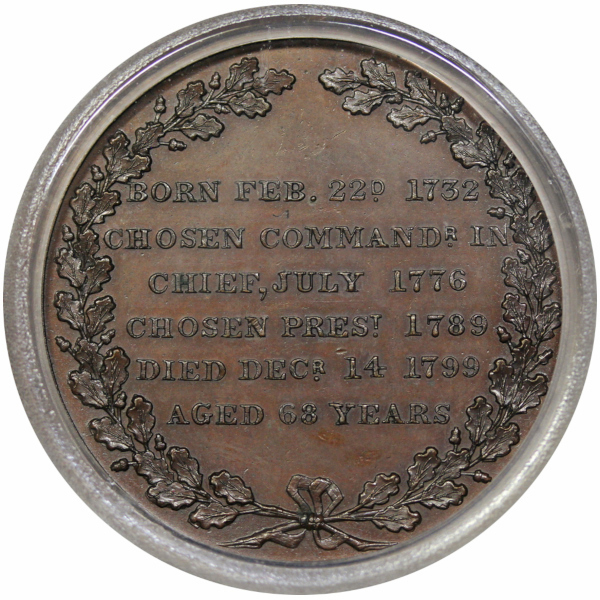 BORN FEB. 22D 1732
CHOSEN COMMANDR IN
CHIEF, JULY 1776
CHOSEN PREST 1789
DIED DECR 14 1799
AGED 68 YEARS